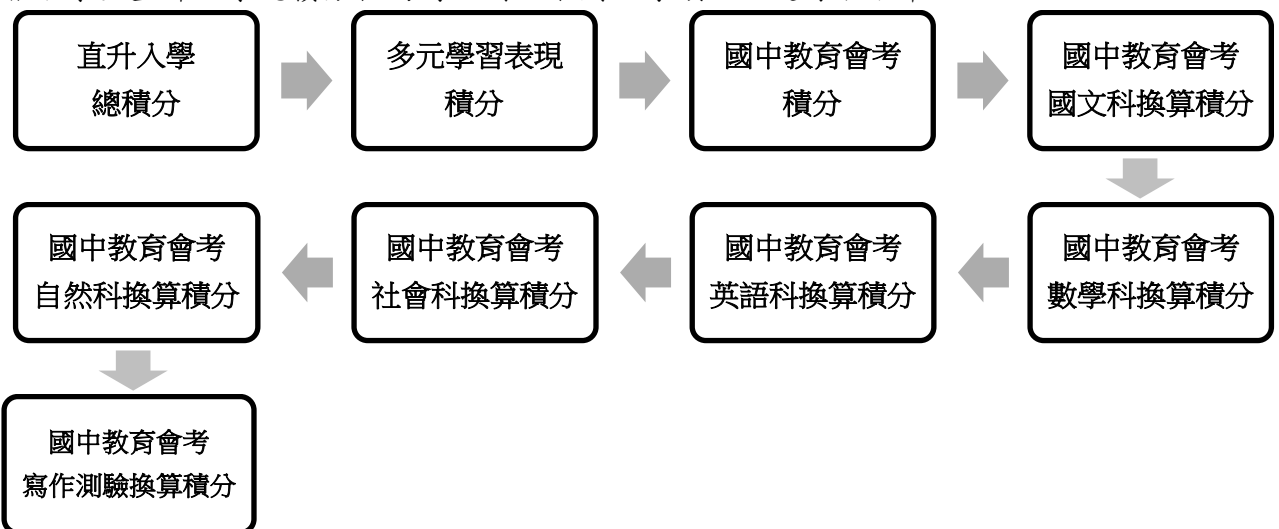 直升入學
總積分
多元學習表現
積分
國中教育會考
積分
國中教育會考
國文科換算積分
國中教育會考
數學科換算積分
國中教育會考
英語科換算積分
國中教育會考
社會科換算積分
國中教育會考
自然科換算積分
國中教育會考
寫作測驗換算積分